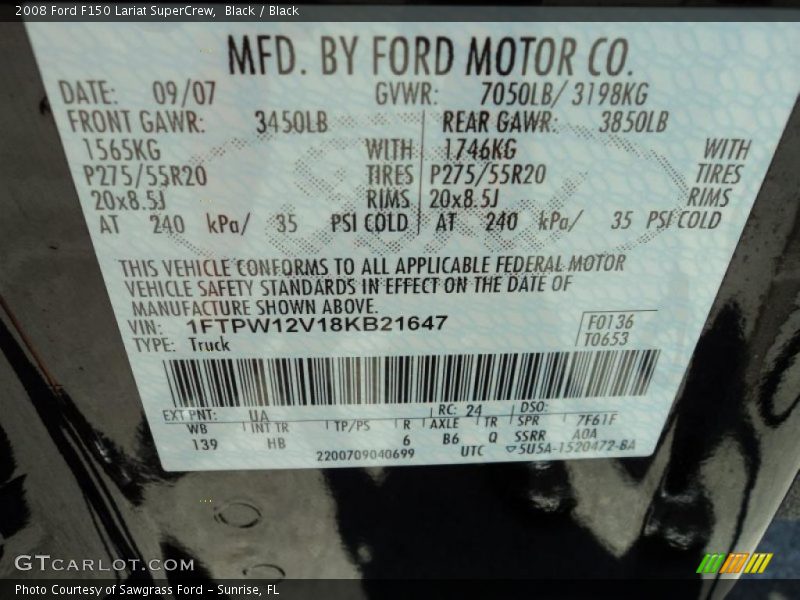 2008 Ford F150 Lariat SuperCrew,  Black / Black
MFD. BY FORD MOTOR CO.
DATE: 09/07 GVWR: 7050LB/ 3198KG
FRONT GAWR: 3450LB REAR GAWR: 3850LB
1565KG WITH 1746KG WITH
P275/55R20 TIRES P275/55R20 TIRES
20x8.5J RIMS 20x8.5J RIMS
AT 240 kPa/ 35 PSI COLD AT 240 kPa/ 35 PSI COLD
THIS VEHICLE CONFORMS TO ALL APPLICABLE FEDERAL MOTOR
VEHICLE SAFETY STANDARDS IN EFFECT ON THE DATE OF
MANUFACTURE SHOWN ABOVE.
VIN: 1FTPW12V18KB21647 F0136
TYPE: Truck T0653
EXT PNT: UA RC: 24 DSO:
WB INT TR TP/PS R AXLE TR SPR 7F61F
139 HB 6 B6 Q SSRR A0A
2200709040699 UTC ▽5U5A-1520472-BA
GTCARLOT.COM
Photo Courtesy of Sawgrass Ford - Sunrise, FL